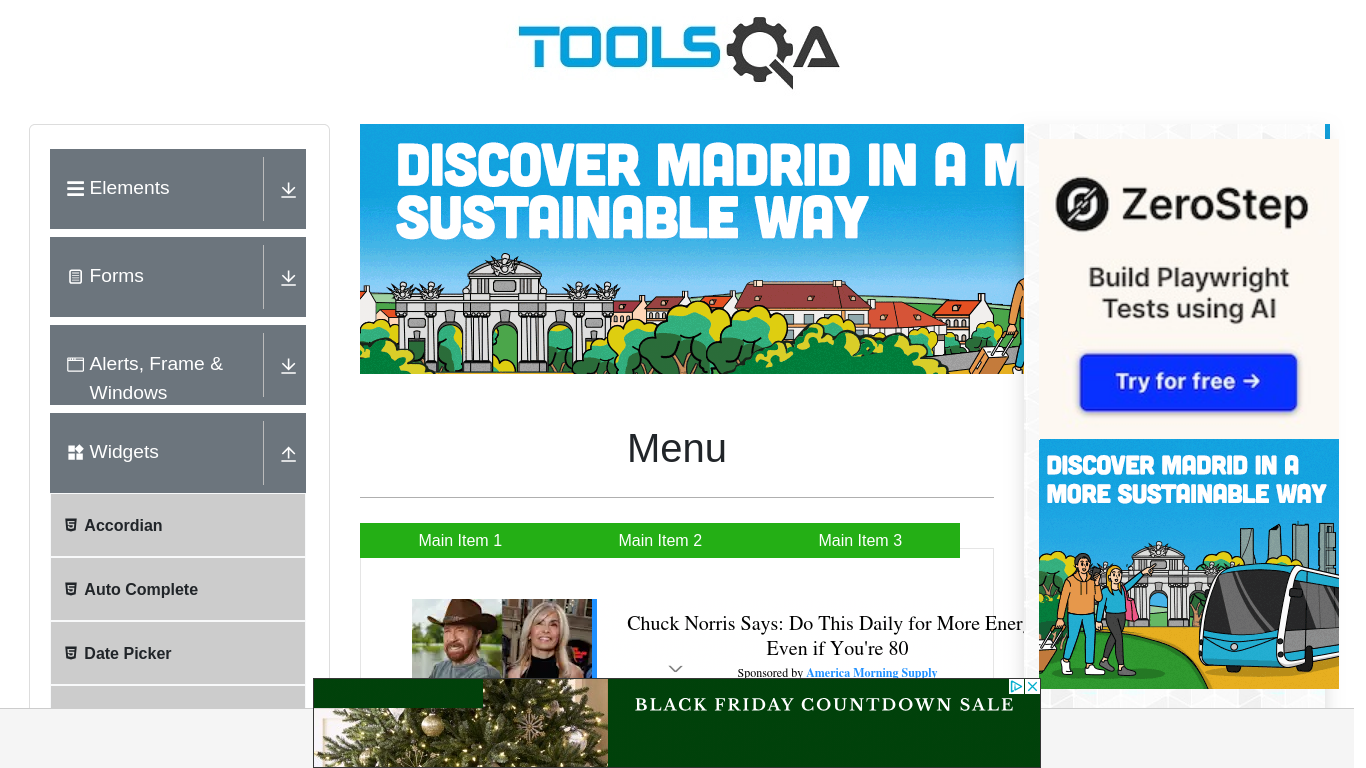 TOOLSQA
Elements
Forms
Alerts, Frame &
Windows
Widgets
Accordian
Auto Complete
Date Picker
DISCOVER MADRID IN A M
SUSTAINABLE WAY
Menu
Main Item 1
Main Item 2
Main Item 3
Chuck Norris Says: Do This Daily for More Ener
Even if You're 80
Sponsored by America Morning Supply
ZeroStep
Build Playwright
Tests using AI
Try for free →
DISCOVER MADRID IN A
MORE SUSTAINABLE WAY
BLACK FRIDAY COUNTDOWN SALE